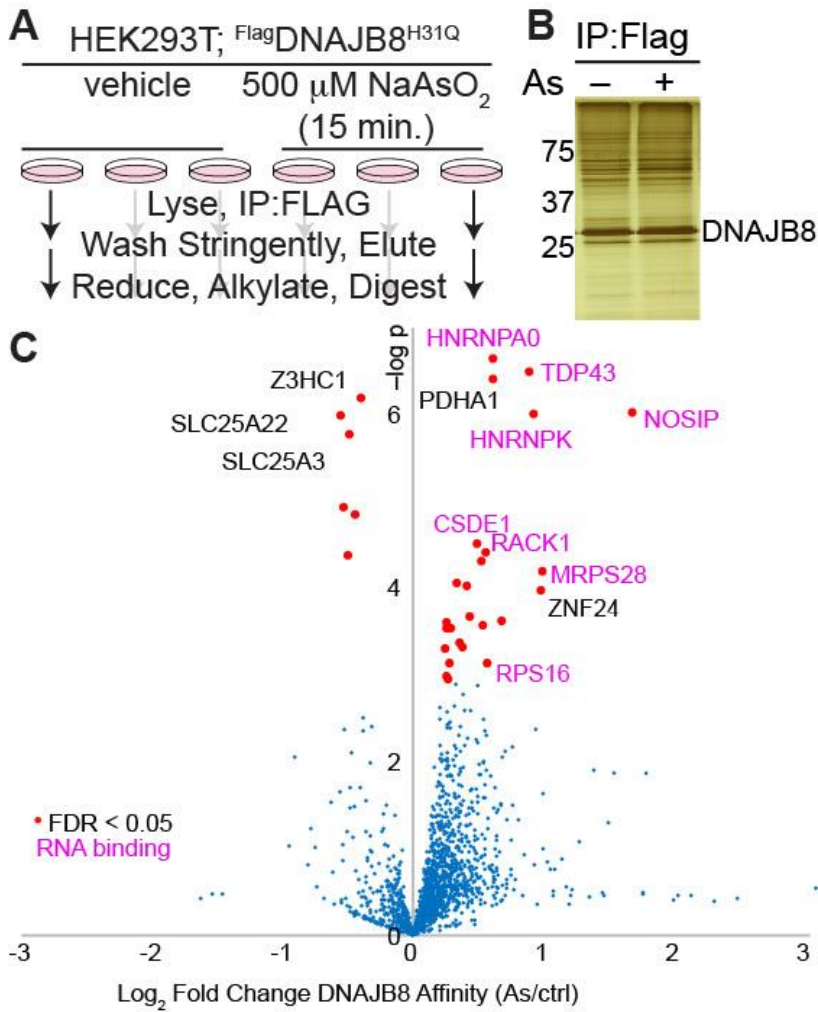 A
HEK293T; FlagDNAJB8H31Q
vehicle 500 μM NaAsO2
(15 min.)
Lyse, IP:FLAG
Wash Stringently, Elute
Reduce, Alkylate, Digest
B
IP:Flag
As – +
75
37
25
DNAJB8
C
–log p
HNRNPA0
TDP43
Z3HC1
PDHA1
6
SLC25A22
NOSIP
HNRNPK
SLC25A3
CSDE1
RACK1
4
MRPS28
ZNF24
RPS16
2
FDR < 0.05
RNA binding
0
-3 -2 -1 0 1 2 3
Log2 Fold Change DNAJB8 Affinity (As/ctrl)